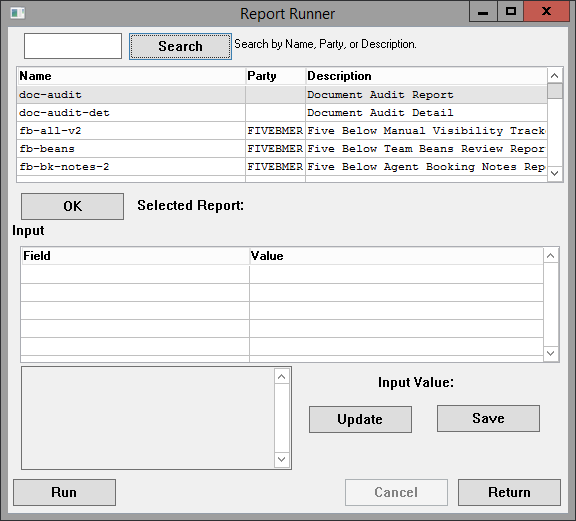 Report Runner
Search
Search by Name, Party, or Description.
Name Party Description
doc-audit Document Audit Report
doc-audit-det Document Audit Detail
fb-all-v2 FIVEBMER Five Below Manual Visibility Track
fb-beans FIVEBMER Five Below Team Beans Review Repor
fb-bk-notes-2 FIVEBMER Five Below Agent Booking Notes Rep
OK Selected Report:
Input
Field Value
Input Value:
Update Save
Run Cancel Return